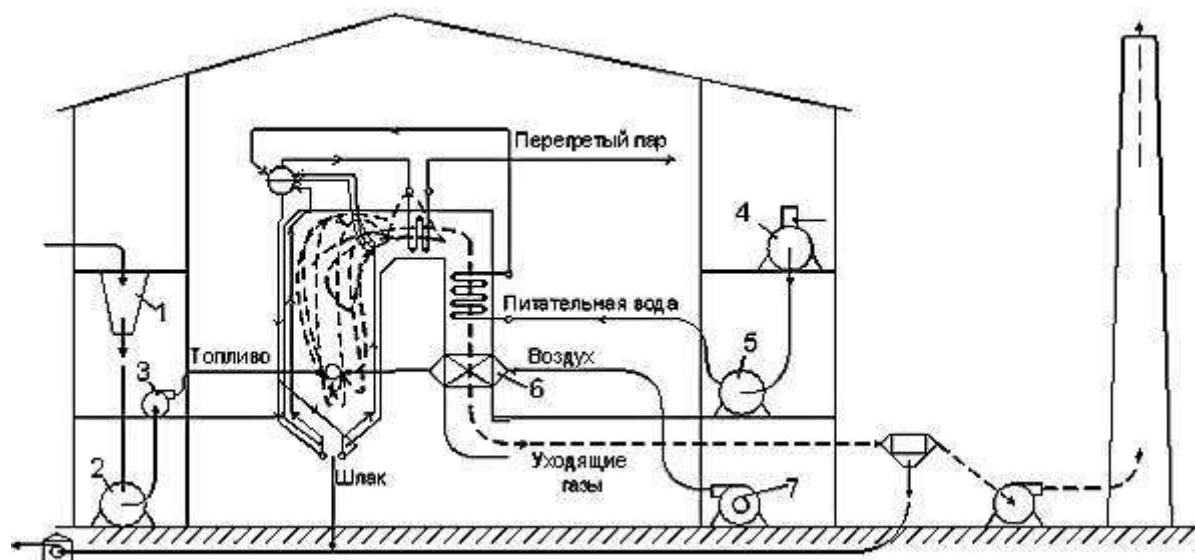 Перегретый пар
4
1
Питательная вода
Топливо
Воздух
5
3
6
Уходящие
газы
Шлак
2
7